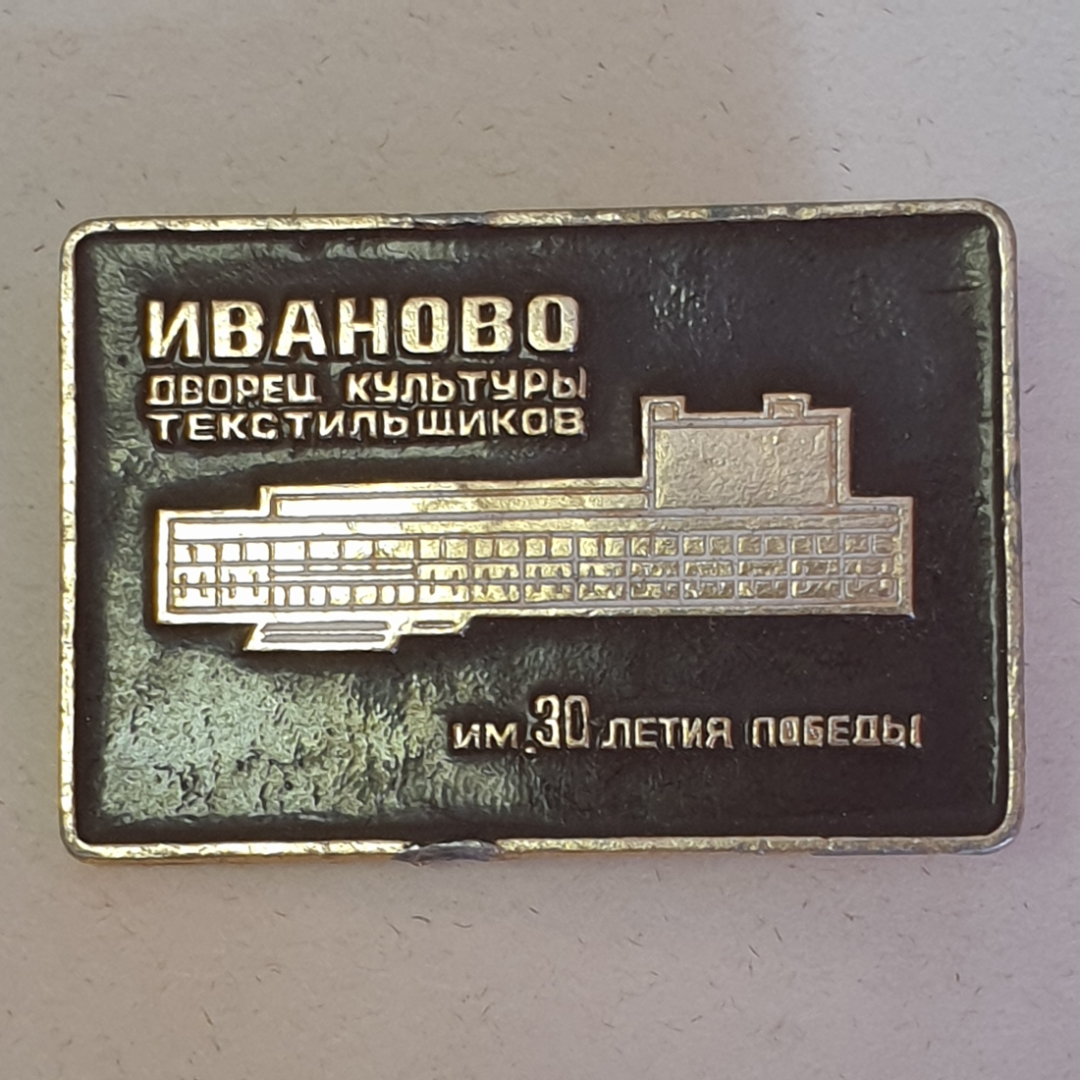 ИВАНОВО
ДВОРЕЦ КУЛЬТУРЫ
ТЕКСТИЛЬЩИКОВ
ИМ. 30 ЛЕТИЯ ПОБЕДЫ